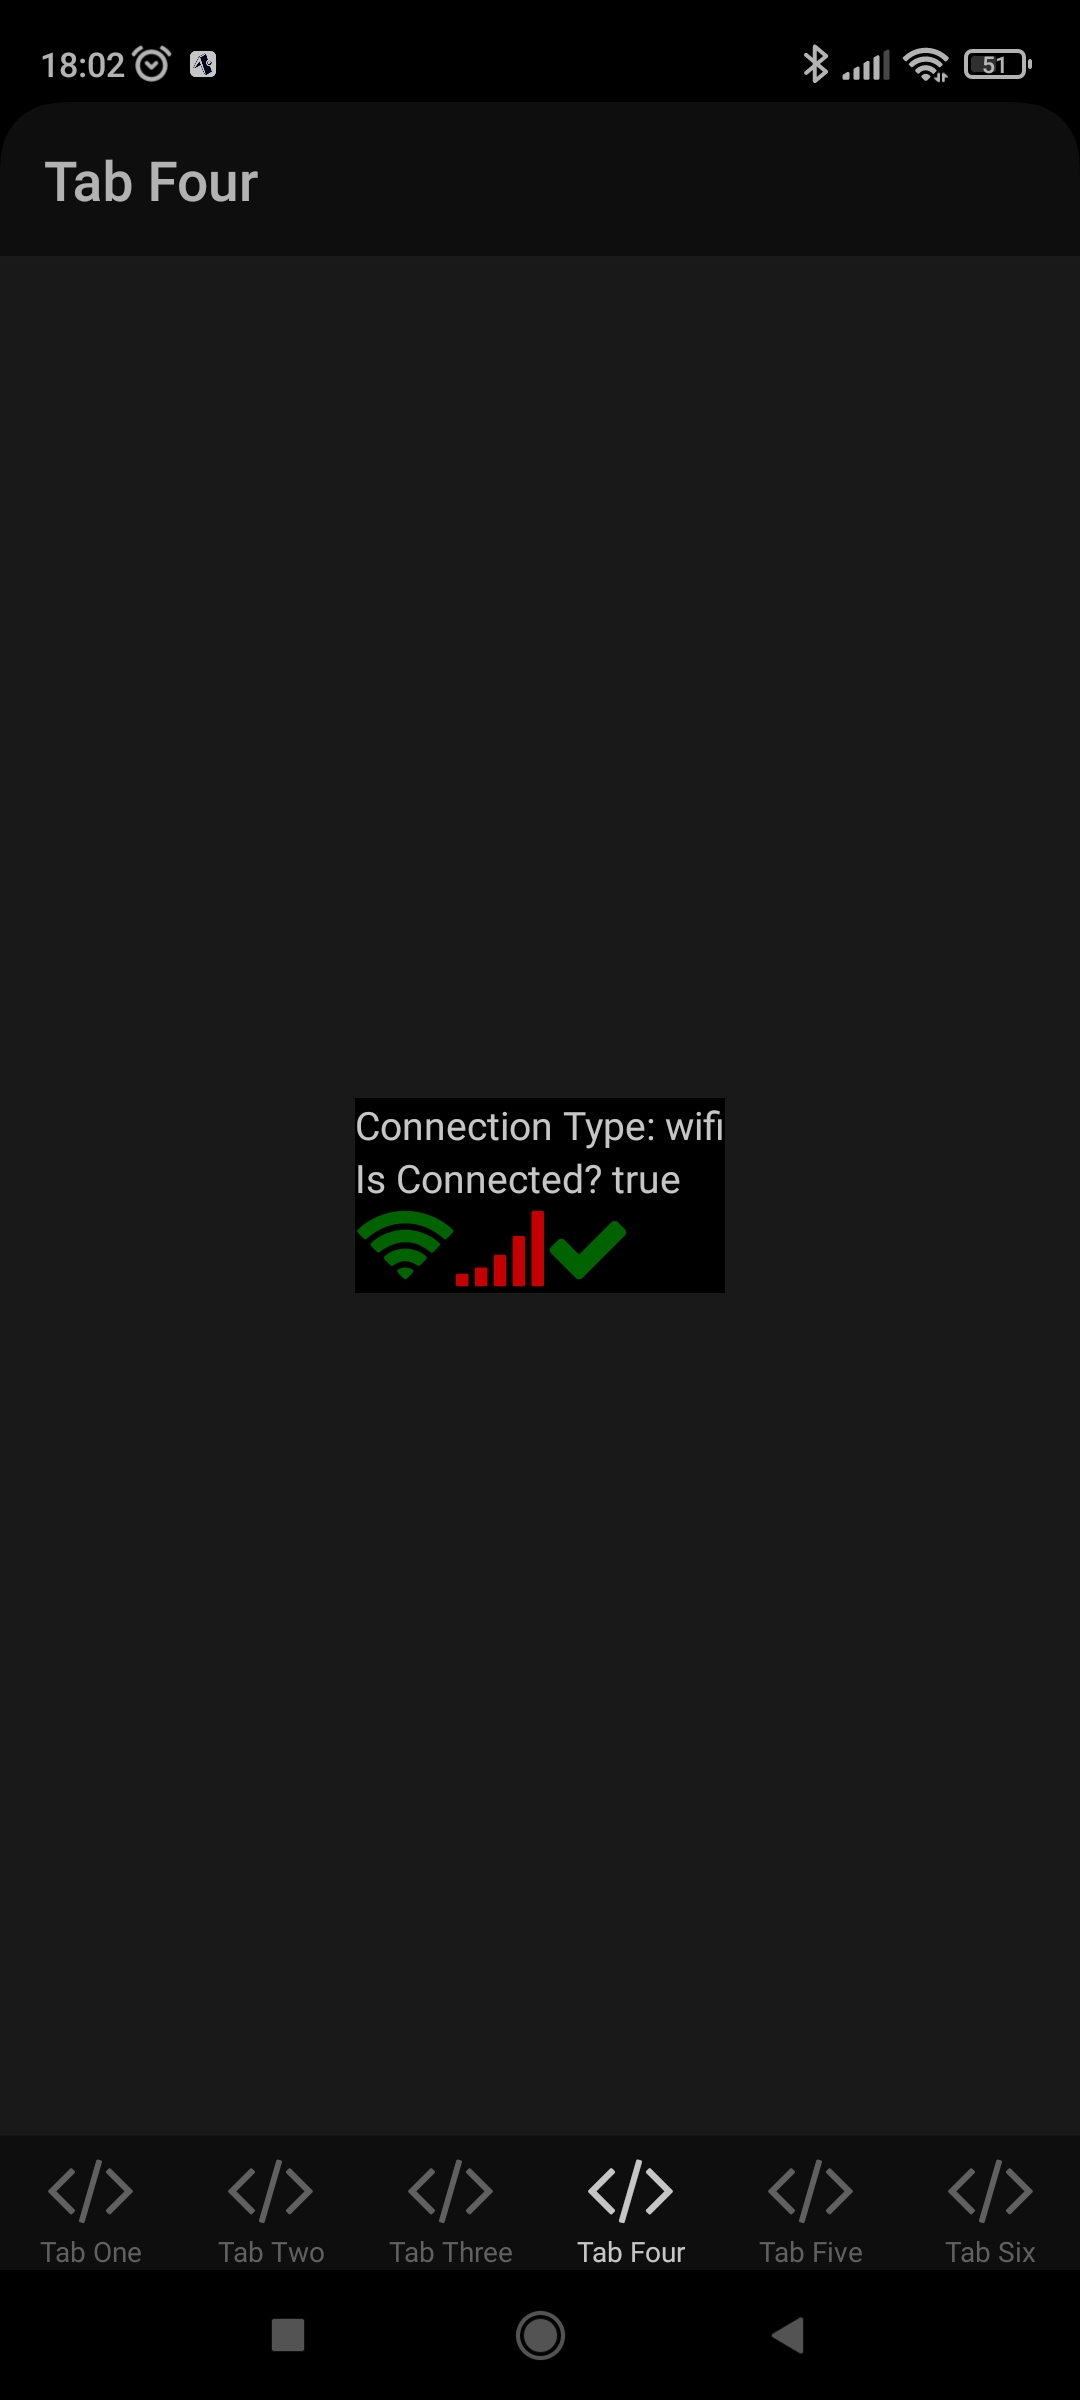 18:02
51
Tab Four
Connection Type: wifi
Is Connected? true
Tab One
Tab Two
Tab Three
Tab Four
Tab Five
Tab Six